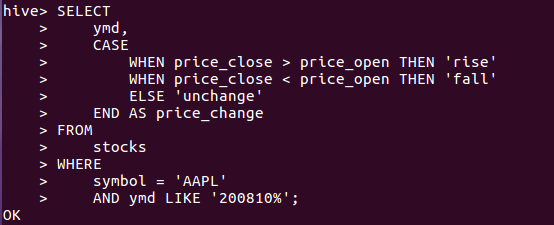 hive> SELECT
    >     ymd,
    >     CASE
    >         WHEN price_close > price_open THEN 'rise'
    >         WHEN price_close < price_open THEN 'fall'
    >         ELSE 'unchange'
    >     END AS price_change
    > FROM
    >     stocks
    > WHERE
    >     symbol = 'AAPL'
    >     AND ymd LIKE '200810%';
OK